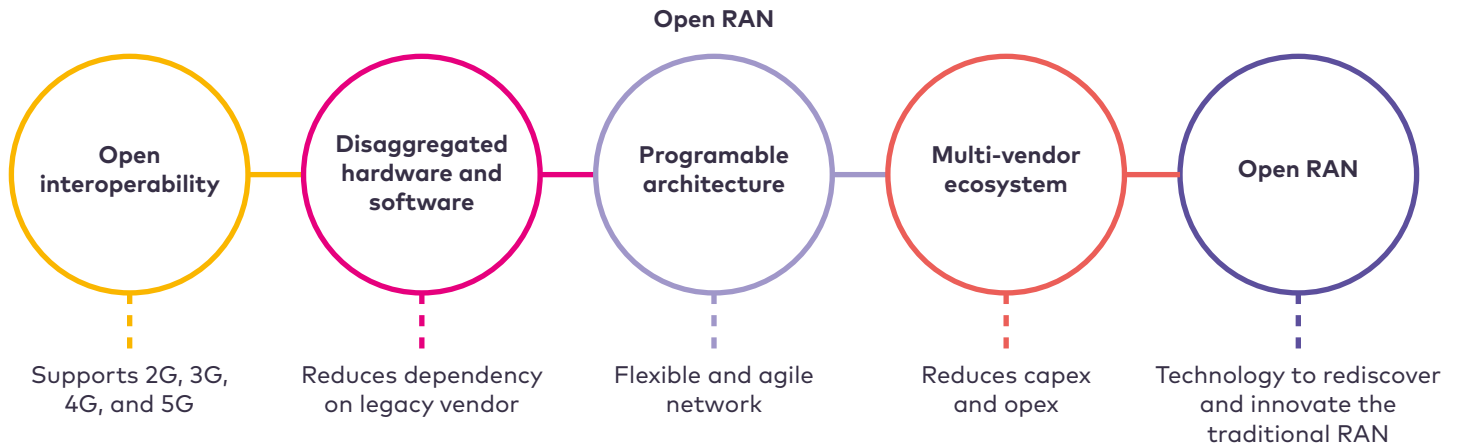 Open RAN
Open
interoperability
Disaggregated
hardware and
software
Programable
architecture
Multi-vendor
ecosystem
Open RAN
Supports 2G, 3G,
4G, and 5G
Reduces dependency
on legacy vendor
Flexible and agile
network
Reduces capex
and opex
Technology to rediscover
and innovate the
traditional RAN